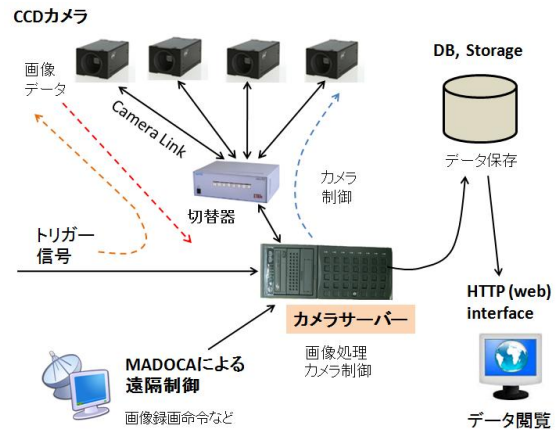 CCDカメラ
画像
データ
Camera Link
DB, Storage
データ保存
カメラ
制御
切替器
トリガー
信号
カメラサーバー
画像処理
カメラ制御
HTTP (web)
interface
MADOCAによる
遠隔制御
画像録画命令など
データ閲覧